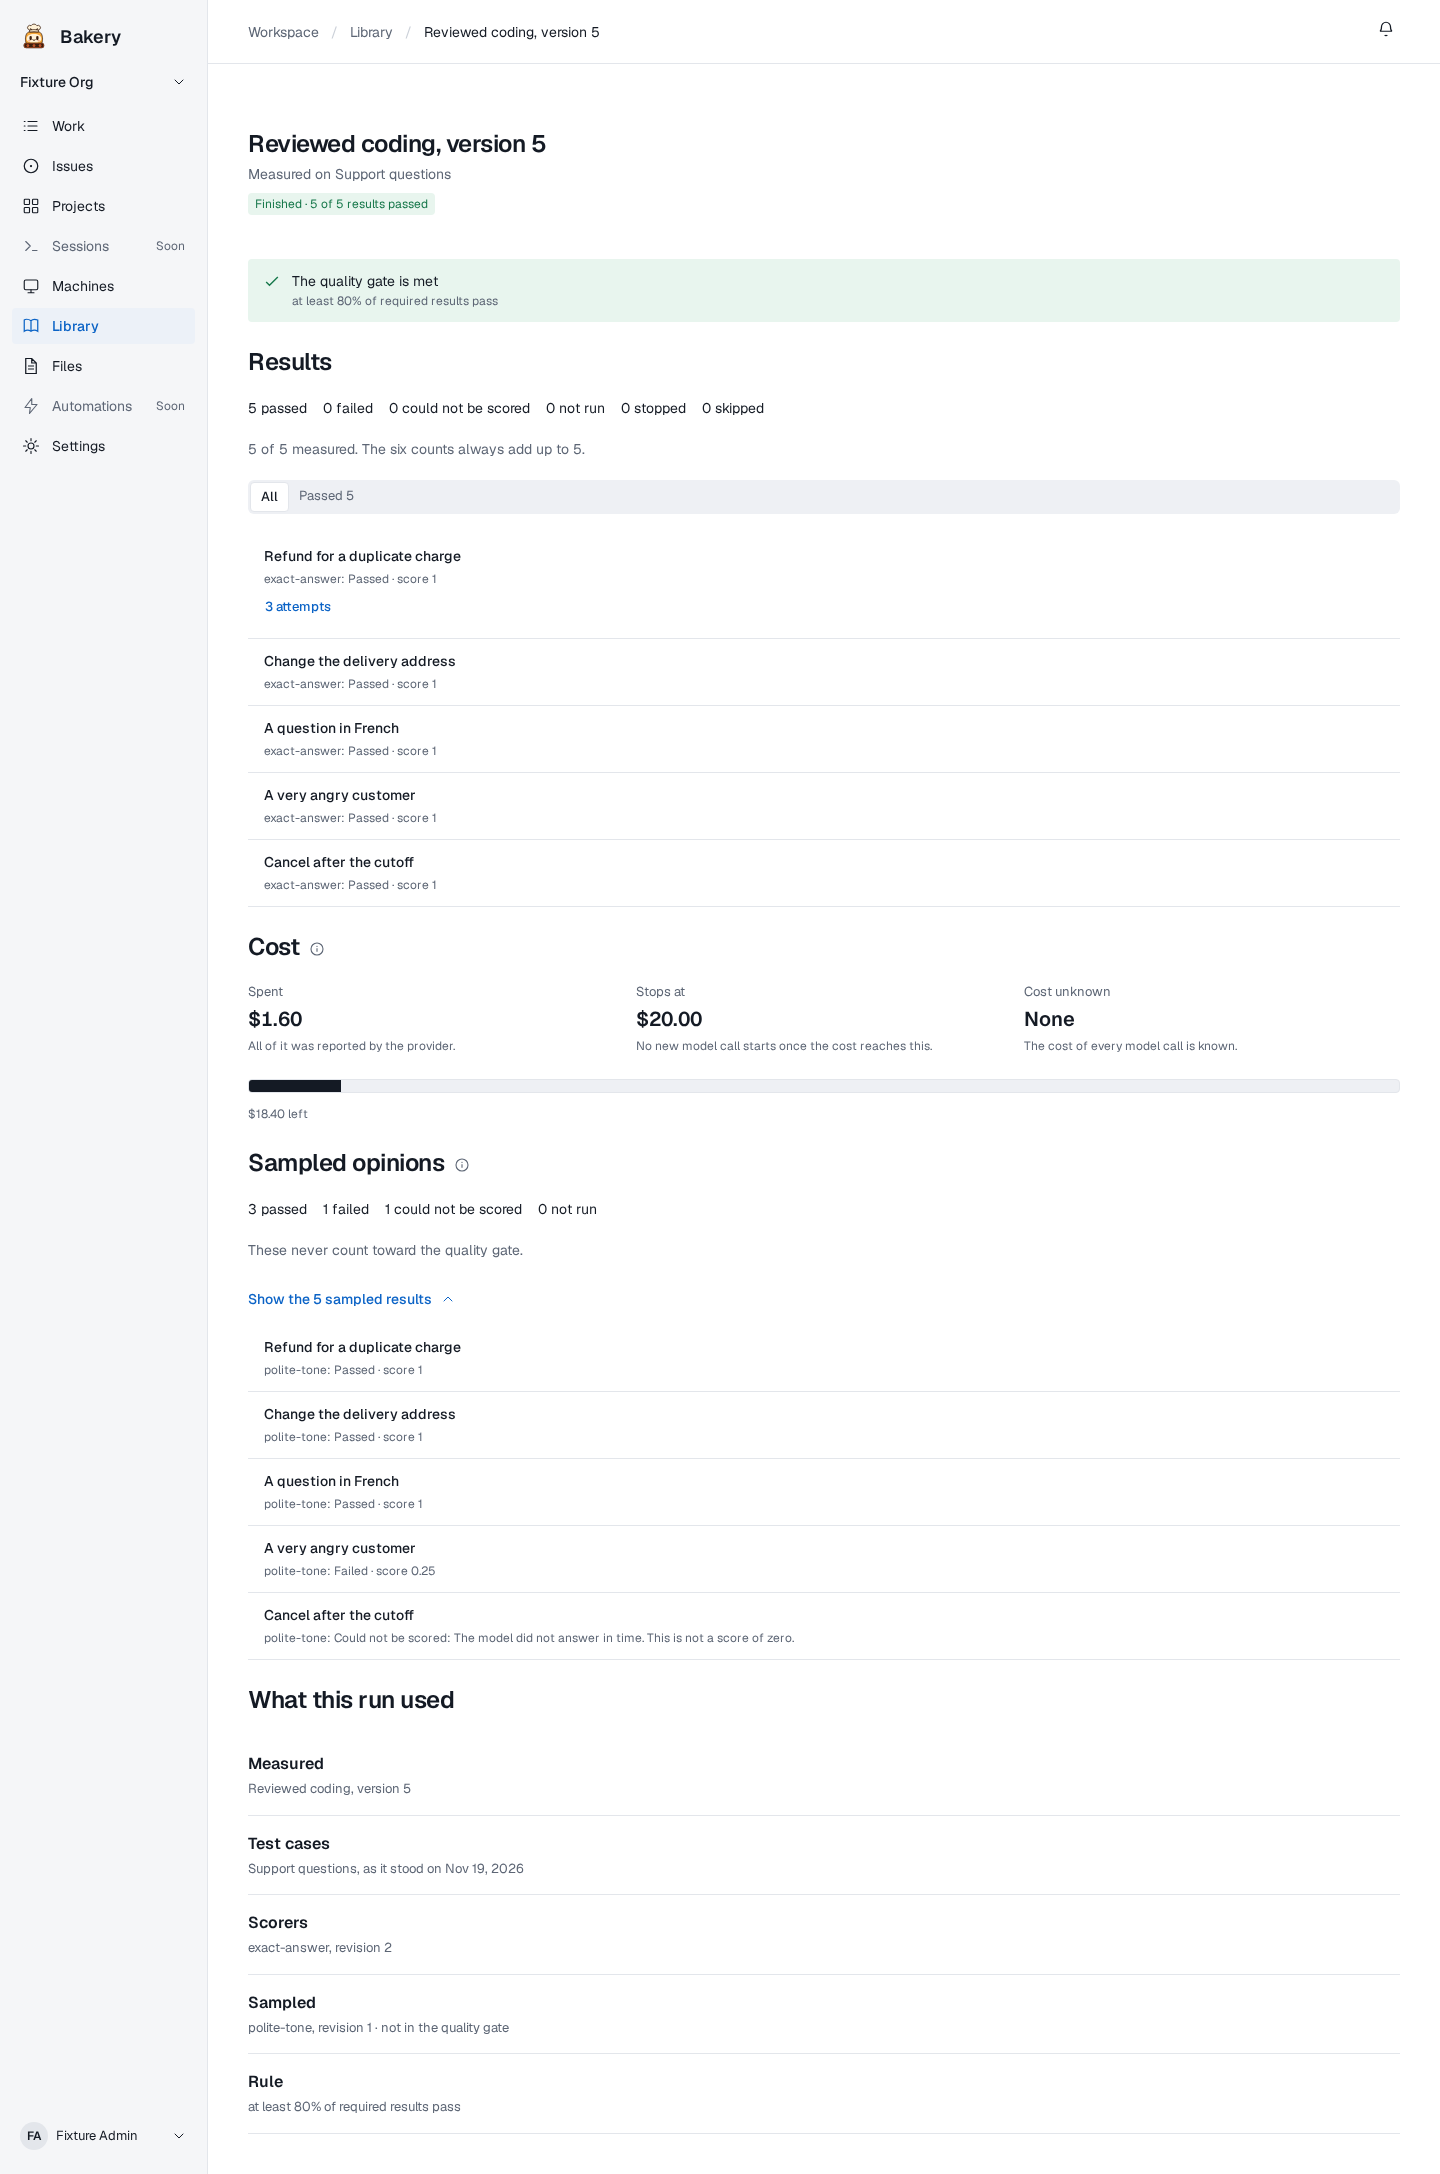 Bakery
Fixture Org
Work
Issues
Projects
Sessions Soon
Machines
Library
Files
Automations Soon
Settings
FA Fixture Admin
Workspace / Library / Reviewed coding, version 5
Reviewed coding, version 5
Measured on Support questions
Finished · 5 of 5 results passed
The quality gate is met
at least 80% of required results pass
Results
5 passed 0 failed 0 could not be scored 0 not run 0 stopped 0 skipped
5 of 5 measured. The six counts always add up to 5.
All Passed 5
Refund for a duplicate charge
exact-answer: Passed · score 1
3 attempts
Change the delivery address
exact-answer: Passed · score 1
A question in French
exact-answer: Passed · score 1
A very angry customer
exact-answer: Passed · score 1
Cancel after the cutoff
exact-answer: Passed · score 1
Cost
Spent
$1.60
All of it was reported by the provider.
Stops at
$20.00
No new model call starts once the cost reaches this.
Cost unknown
None
The cost of every model call is known.
$18.40 left
Sampled opinions
3 passed 1 failed 1 could not be scored 0 not run
These never count toward the quality gate.
Show the 5 sampled results
Refund for a duplicate charge
polite-tone: Passed · score 1
Change the delivery address
polite-tone: Passed · score 1
A question in French
polite-tone: Passed · score 1
A very angry customer
polite-tone: Failed · score 0.25
Cancel after the cutoff
polite-tone: Could not be scored: The model did not answer in time. This is not a score of zero.
What this run used
Measured
Reviewed coding, version 5
Test cases
Support questions, as it stood on Nov 19, 2026
Scorers
exact-answer, revision 2
Sampled
polite-tone, revision 1 · not in the quality gate
Rule
at least 80% of required results pass